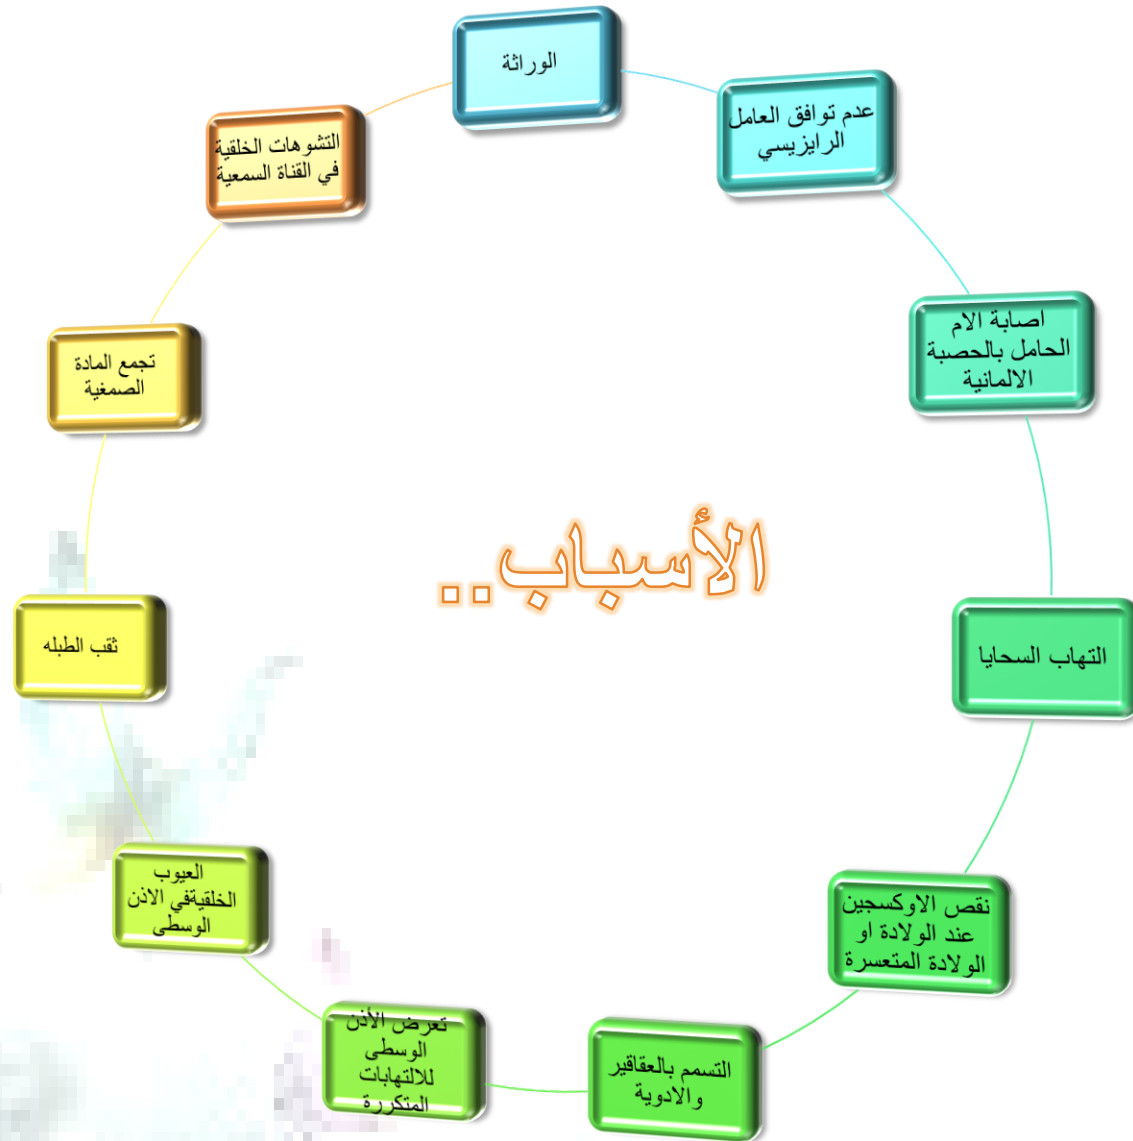 الأسباب..
الوراثة
عدم توافق العامل
الرايزيسي
اصابة الام
الحامل بالحصبة
الالمانية
التهاب السحايا
نقص الاوكسجين
عند الولادة او
الولادة المتعسرة
التسمم بالعقاقير
والادوية
تعرض الأذن
الوسطى
للالتهابات
المتكررة
العيوب
الخلقيةفي الاذن
الوسطى
ثقب الطبله
تجمع المادة
الصمغية
التشوهات الخلقية
في القناة السمعية